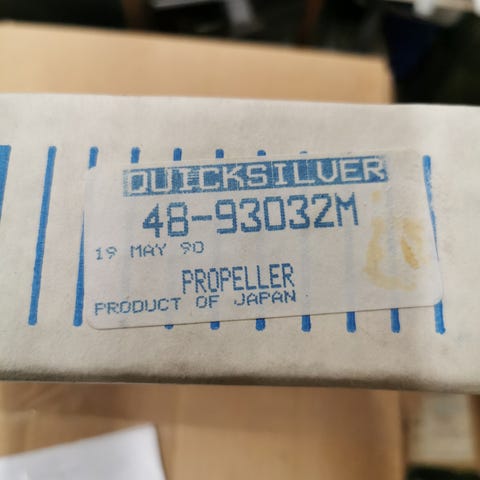 QUICKSILVER
48-93032M
19 MAY 90
PROPELLER
PRODUCT OF JAPAN